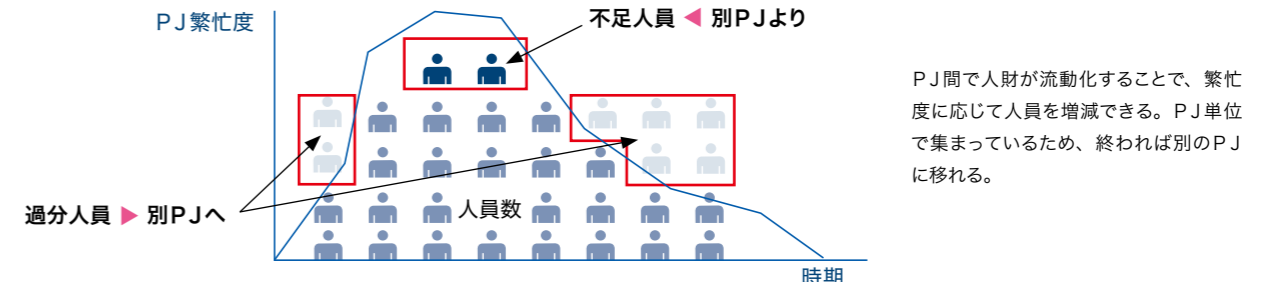 PJ繁忙度
不足人員 ◀ 別PJより
過分人員 ▶ 別PJへ
人員数
時期
PJ間で人財が流動化することで、繁忙
度に応じて人員を増減できる。PJ単位
で集まっているため、終われば別のPJ
に移れる。